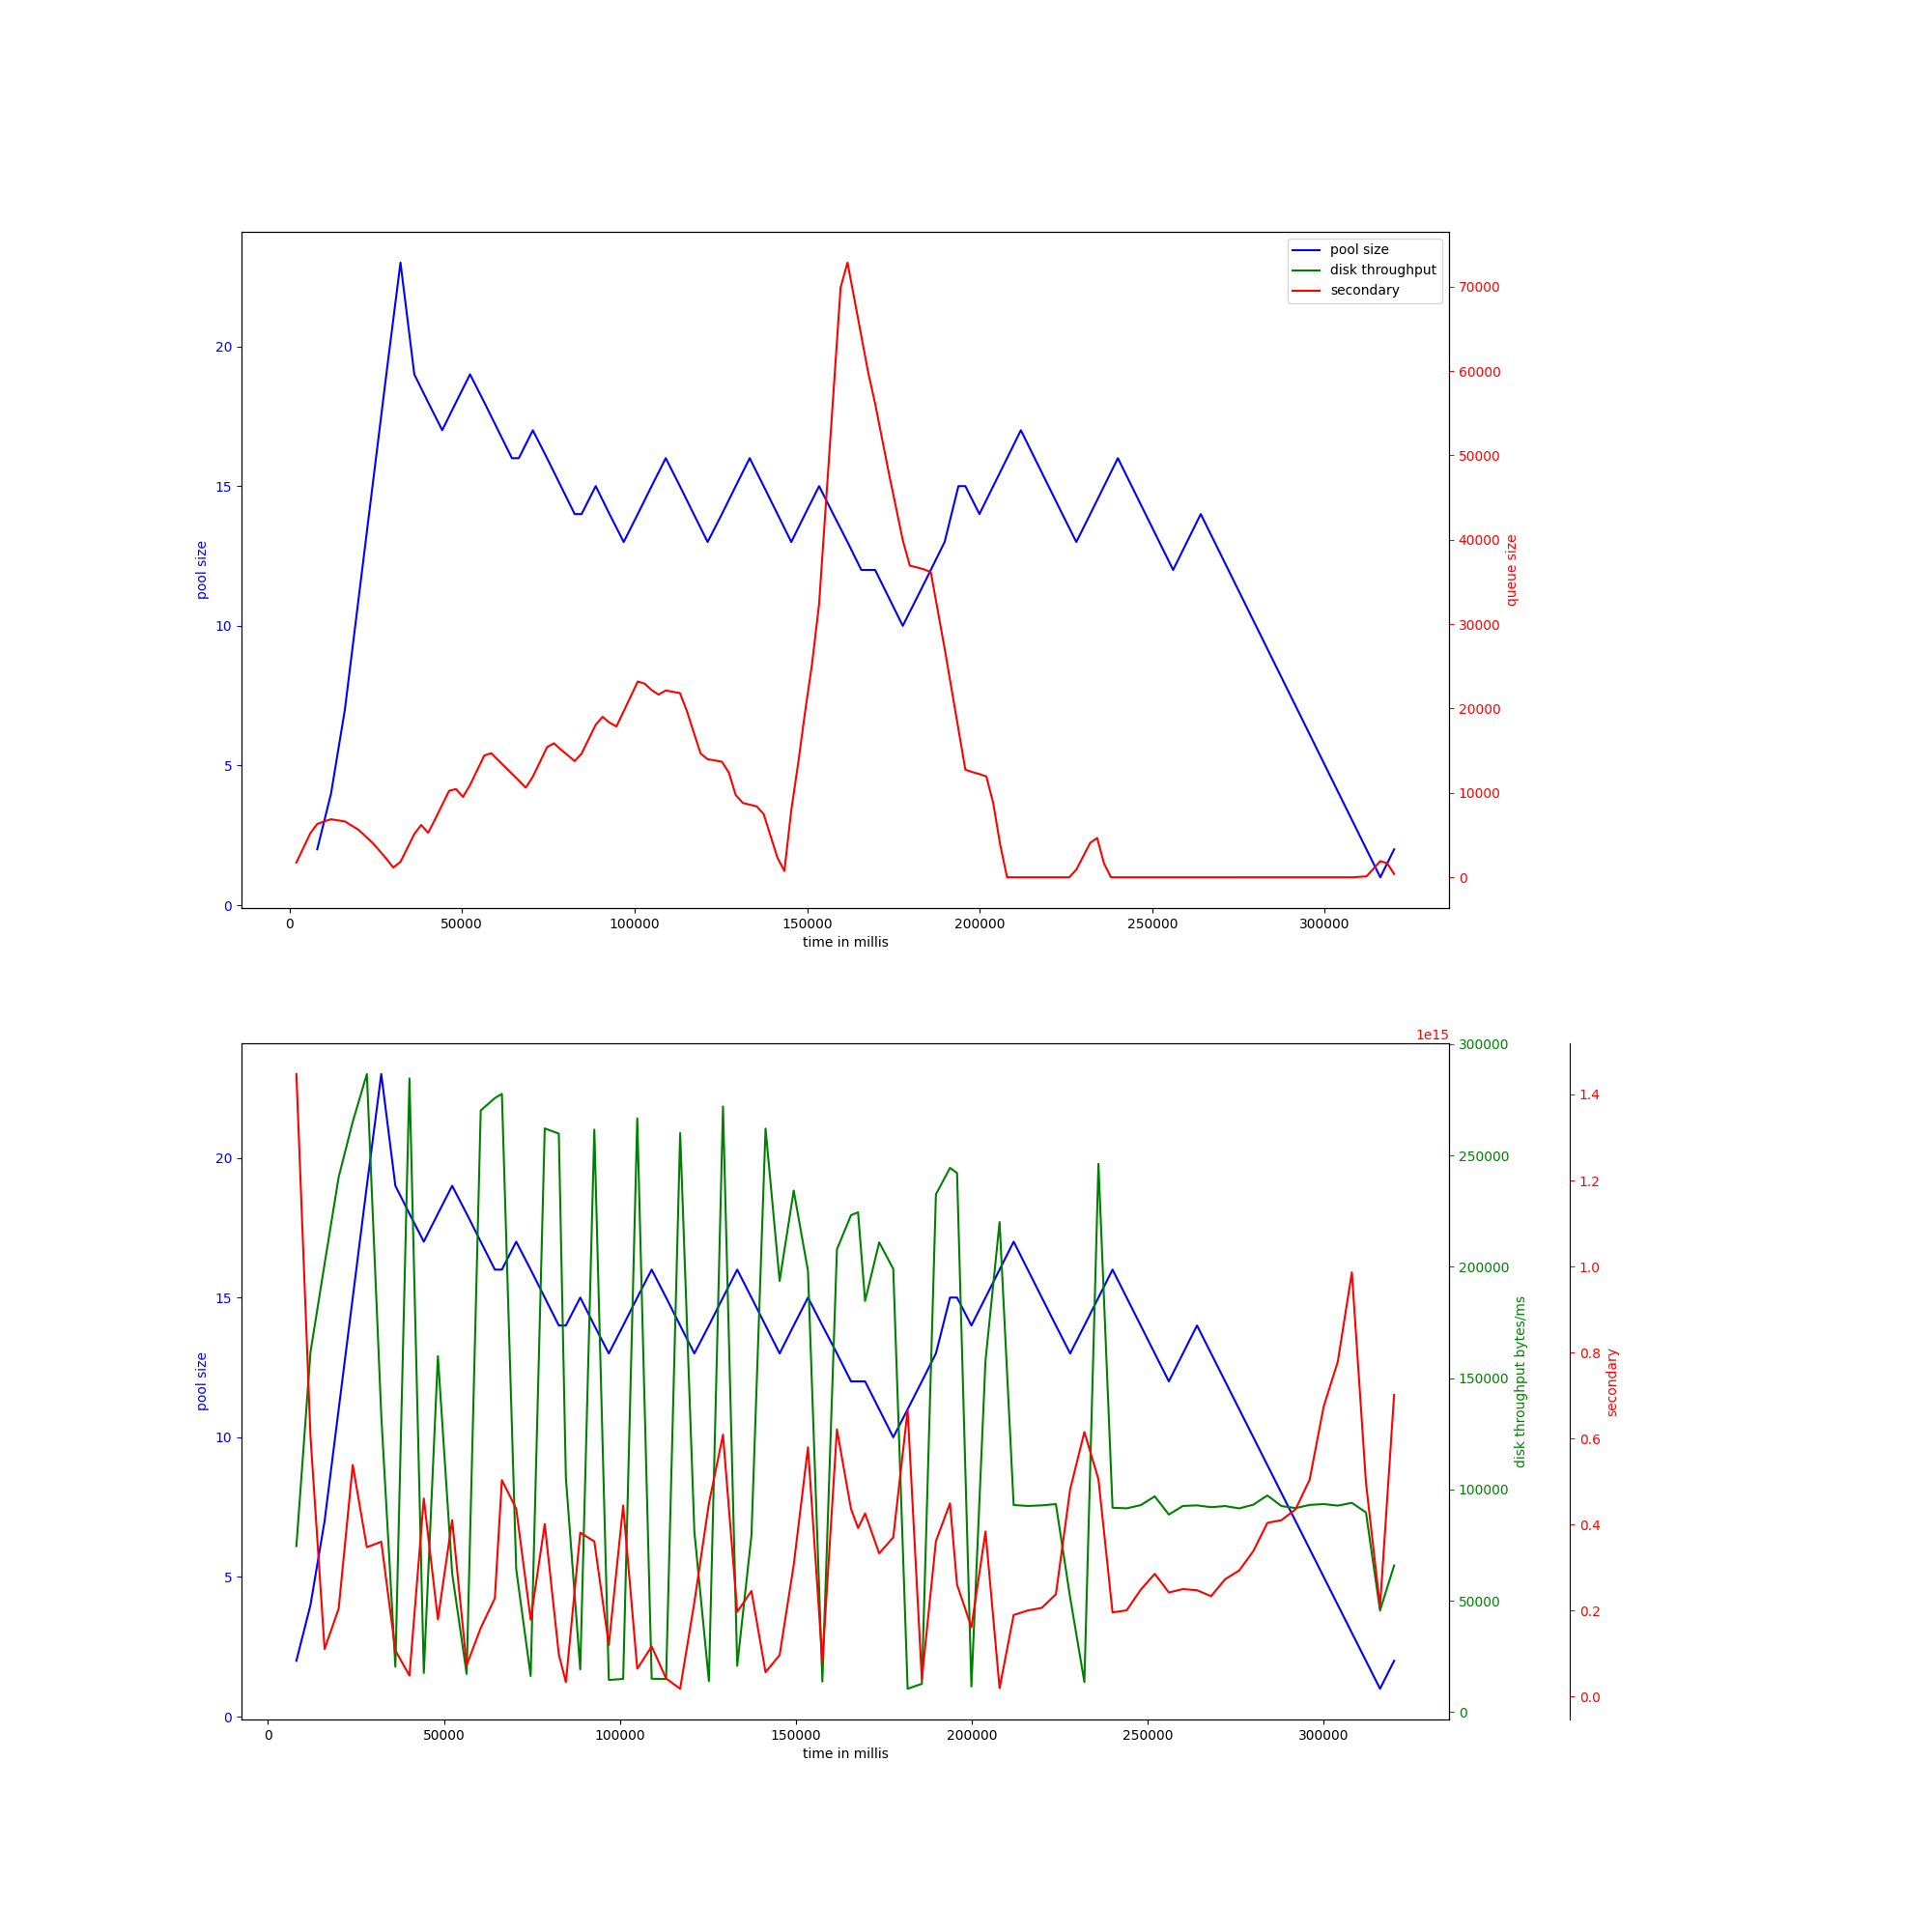 pool size
disk throughput
secondary
20
15
10
5
0
pool size
70000
60000
50000
40000
30000
20000
10000
0
queue size
0 50000 100000 150000 200000 250000 300000
time in millis
1e15
20
15
10
5
0
pool size
300000
250000
200000
150000
100000
50000
0
disk throughput bytes/ms
1.4
1.2
1.0
0.8
0.6
0.4
0.2
0.0
secondary
0 50000 100000 150000 200000 250000 300000
time in millis